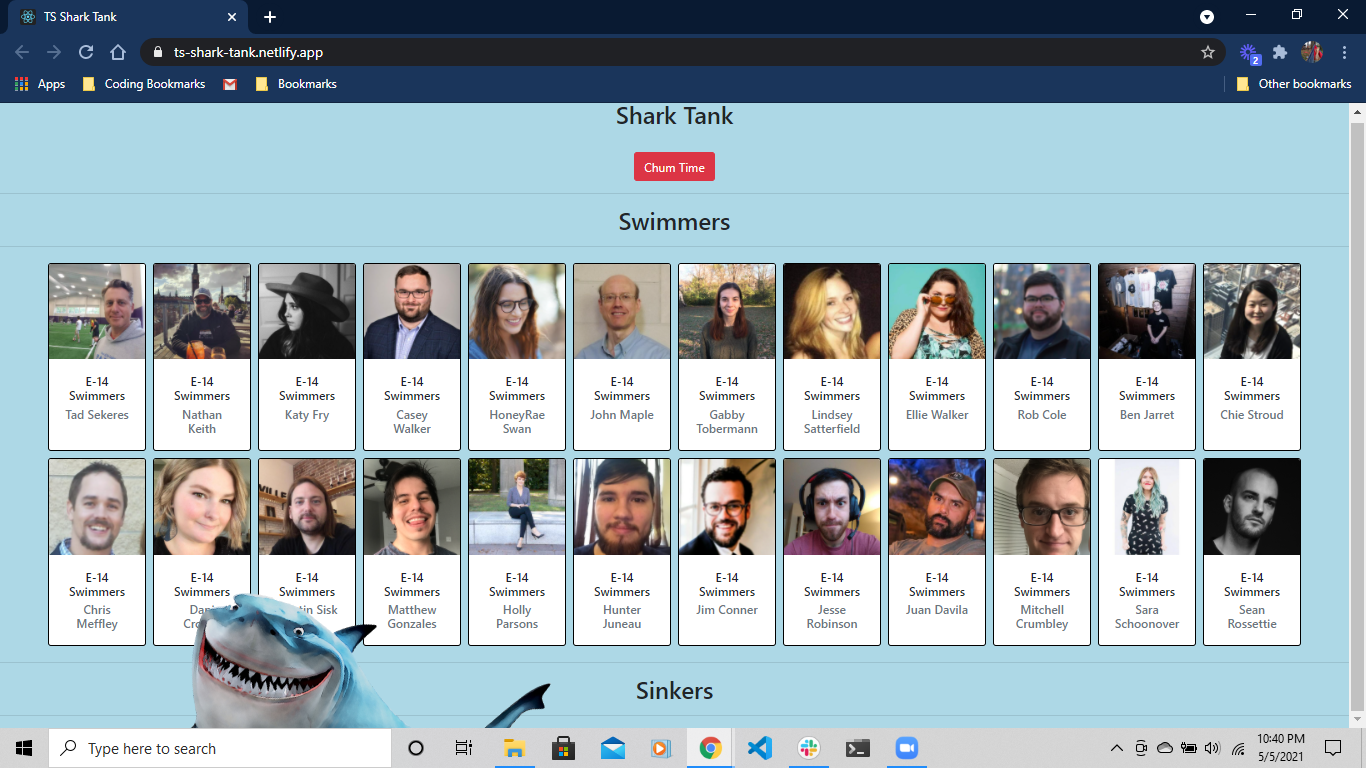 TS Shark Tank
ts-shark-tank.netlify.app
2
Apps
Coding Bookmarks
Bookmarks
Other bookmarks
Shark Tank
Chum Time
Swimmers
E-14
Swimmers
Tad Sekeres
E-14
Swimmers
Nathan
Keith
E-14
Swimmers
Katy Fry
E-14
Swimmers
Casey
Walker
E-14
Swimmers
HoneyRae
Swan
E-14
Swimmers
John Maple
E-14
Swimmers
Gabby
Tobermann
E-14
Swimmers
Lindsey
Satterfield
E-14
Swimmers
Ellie Walker
E-14
Swimmers
Rob Cole
E-14
Swimmers
Ben Jarret
E-14
Swimmers
Chie Stroud
E-14
Swimmers
Chris
Meffley
E-14
Swimmers
E-14
Swimmers
Sisk
E-14
Swimmers
Matthew
Gonzales
E-14
Swimmers
Holly
Parsons
E-14
Swimmers
Hunter
Juneau
E-14
Swimmers
Jim Conner
E-14
Swimmers
Jesse
Robinson
E-14
Swimmers
Juan Davila
E-14
Swimmers
Mitchell
Crumbley
E-14
Swimmers
Sara
Schoonover
E-14
Swimmers
Sean
Rossettie
Sinkers
Type here to search
10:40 PM
5/5/2021